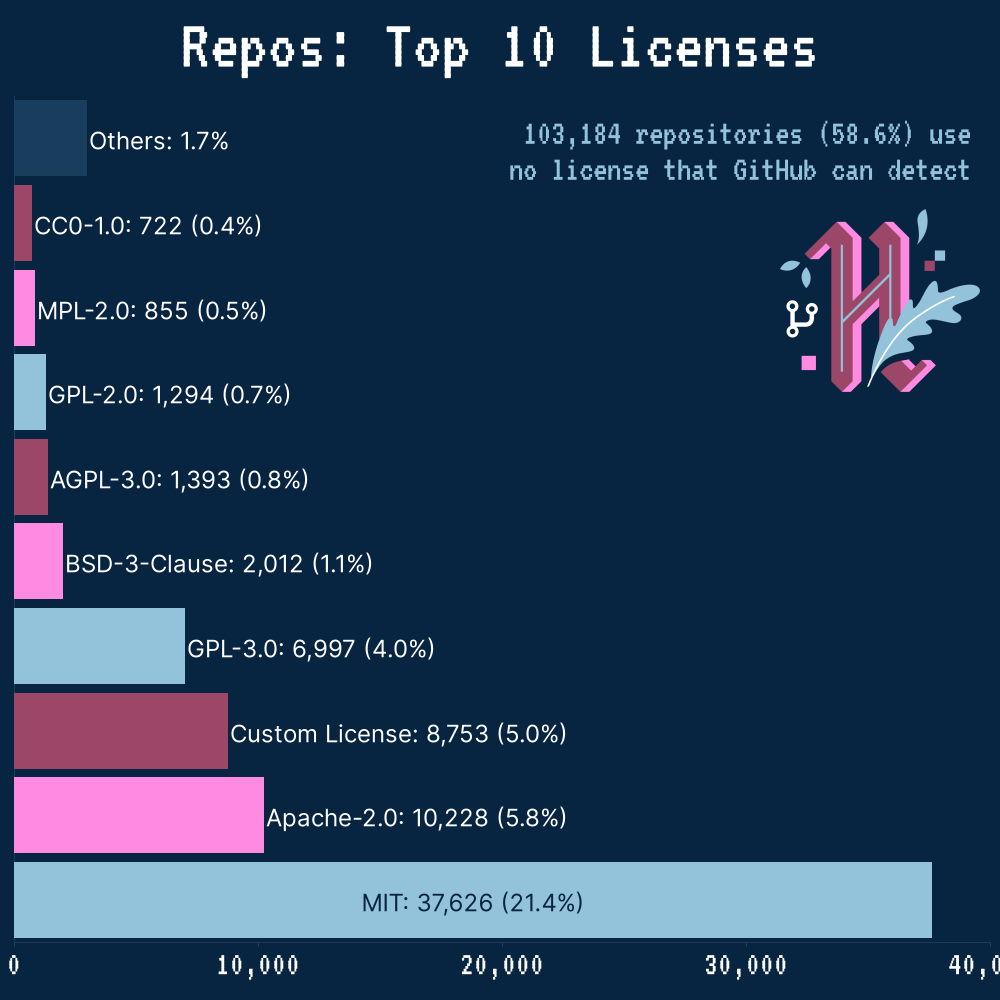 Repos: Top 10 Licenses
103,184 repositories (58.6%) use
no license that GitHub can detect
Others: 1.7%
CC0-1.0: 722 (0.4%)
MPL-2.0: 855 (0.5%)
GPL-2.0: 1,294 (0.7%)
AGPL-3.0: 1,393 (0.8%)
BSD-3-Clause: 2,012 (1.1%)
GPL-3.0: 6,997 (4.0%)
Custom License: 8,753 (5.0%)
Apache-2.0: 10,228 (5.8%)
MIT: 37,626 (21.4%)
0 10,000 20,000 30,000 40,0